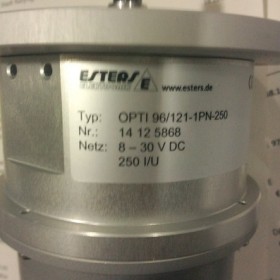 ESTERS
ELECTRONIC
www.esters.de
Typ: OPTI 96/121-1PN-250
Nr.: 14 12 5868
Netz: 8 – 30 V DC
250 I/U